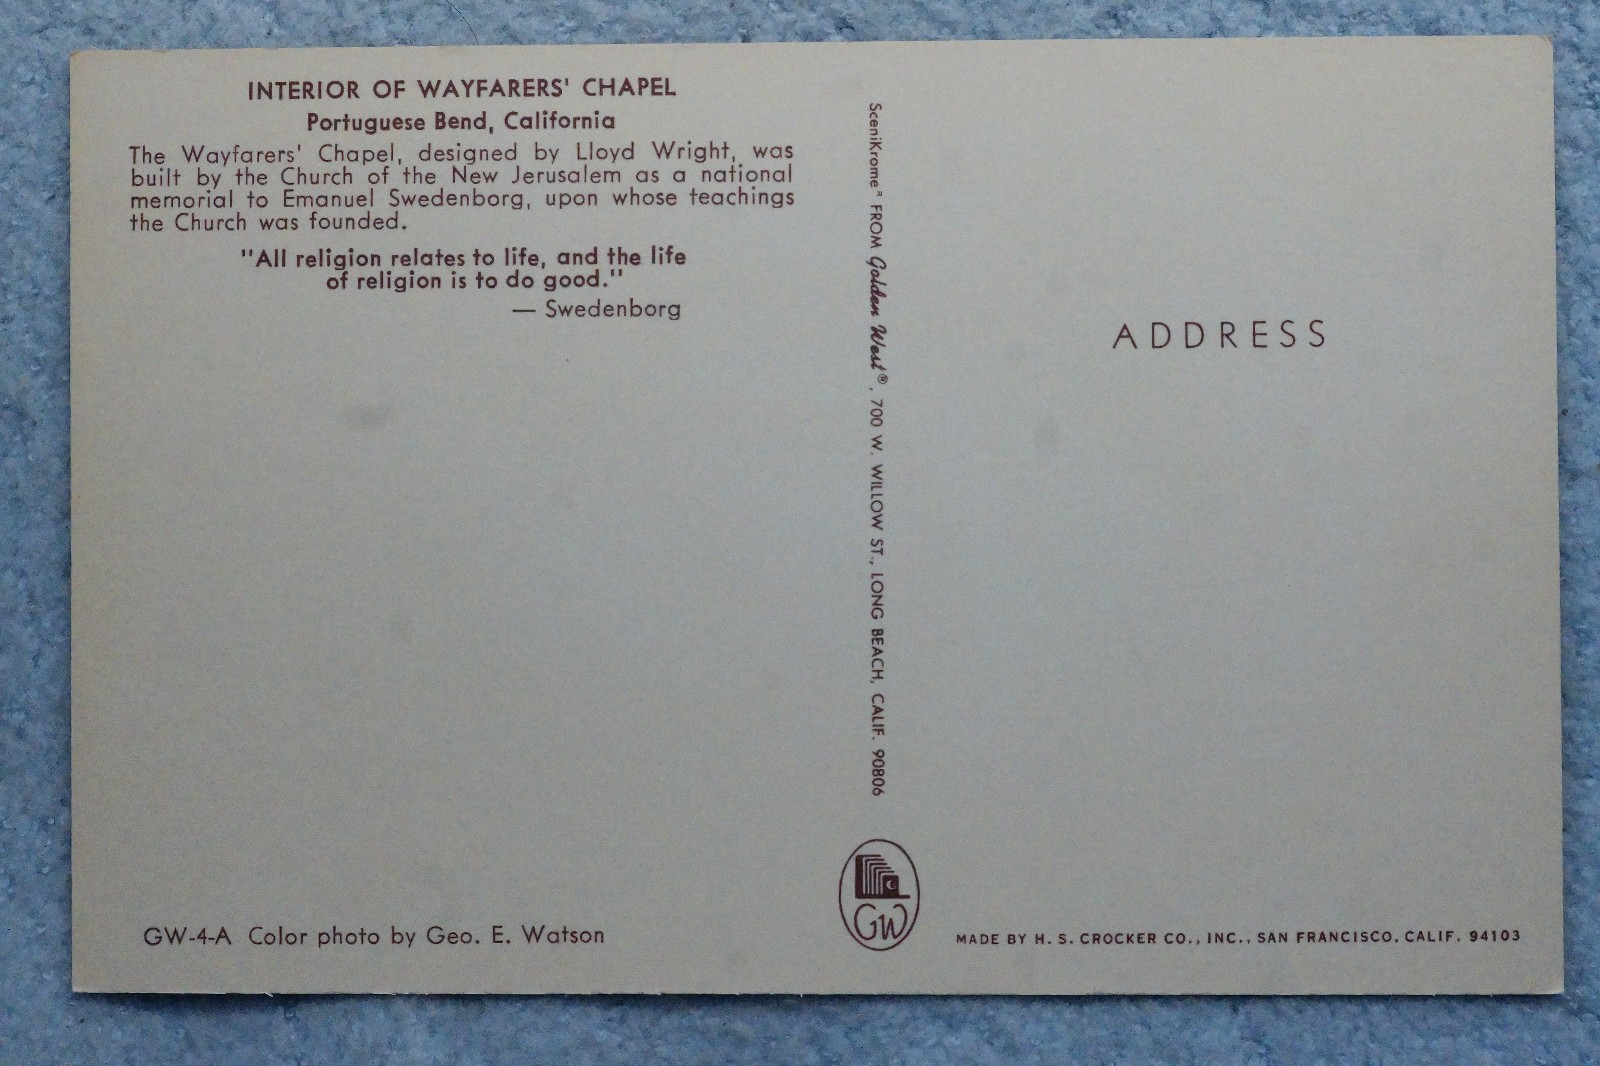 INTERIOR OF WAYFARERS' CHAPEL
Portuguese Bend, California
The Wayfarers' Chapel, designed by Lloyd Wright, was
built by the Church of the New Jerusalem as a national
memorial to Emanuel Swedenborg, upon whose teachings
the Church was founded.
"All religion relates to life, and the life
of religion is to do good."
— Swedenborg
GW-4-A Color photo by Geo. E. Watson
SceniKrome® FROM Golden West®, 700 W. WILLOW ST., LONG BEACH, CALIF. 90806
GW
ADDRESS
MADE BY H. S. CROCKER CO., INC., SAN FRANCISCO, CALIF. 94103